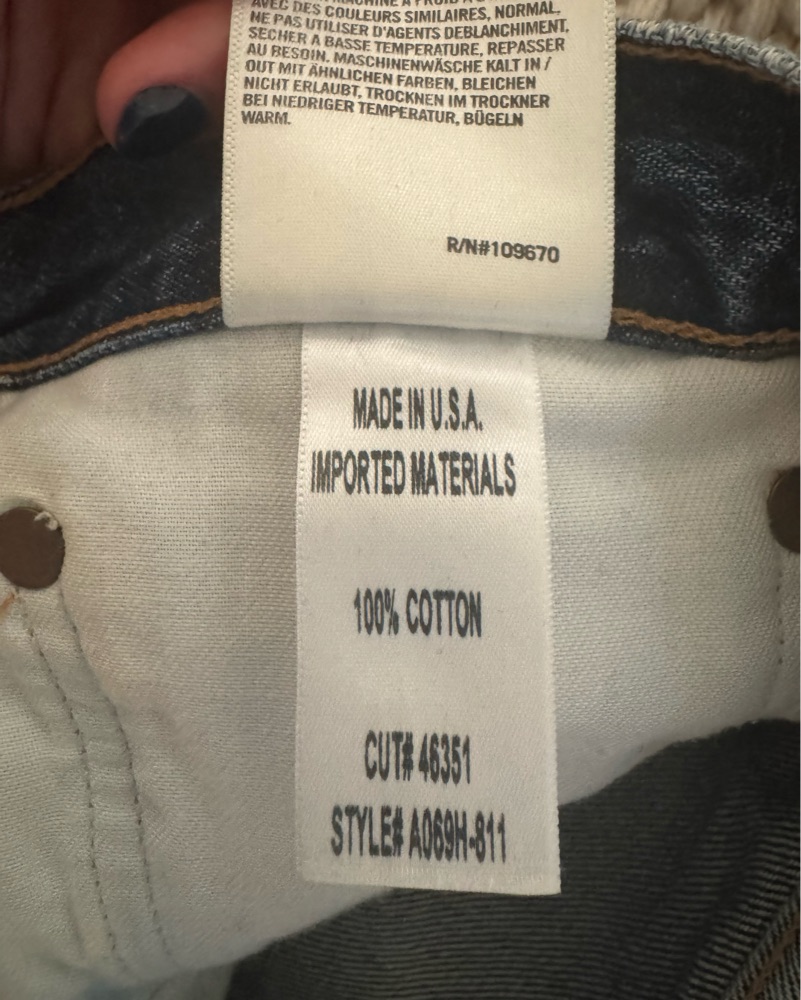 MACHINE À FROID
AVEC DES COULEURS SIMILAIRES, NORMAL,
NE PAS UTILISER D'AGENTS DEBLANCHIMENT,
SECHER A BASSE TEMPERATURE, REPASSER
AU BESOIN. MASCHINENWÄSCHE KALT IN /
OUT MIT ÄHNLICHEN FARBEN, BLEICHEN
NICHT ERLAUBT, TROCKNEN IM TROCKNER
BEI NIEDRIGER TEMPERATUR, BÜGELN
WARM.
R/N#109670
MADE IN U.S.A.
IMPORTED MATERIALS
100% COTTON
CUT# 46351
STYLE# A069H-811